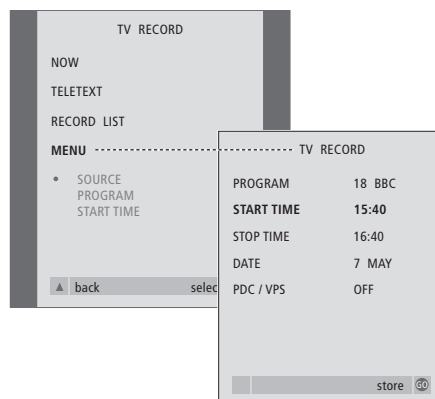 TV RECORD
NOW
TELETEXT
RECORD LIST
MENU
SOURCE
PROGRAM
START TIME
back
TV RECORD
PROGRAM 18 BBC
START TIME 15:40
STOP TIME 16:40
DATE 7 MAY
PDC / VPS OFF
store GO